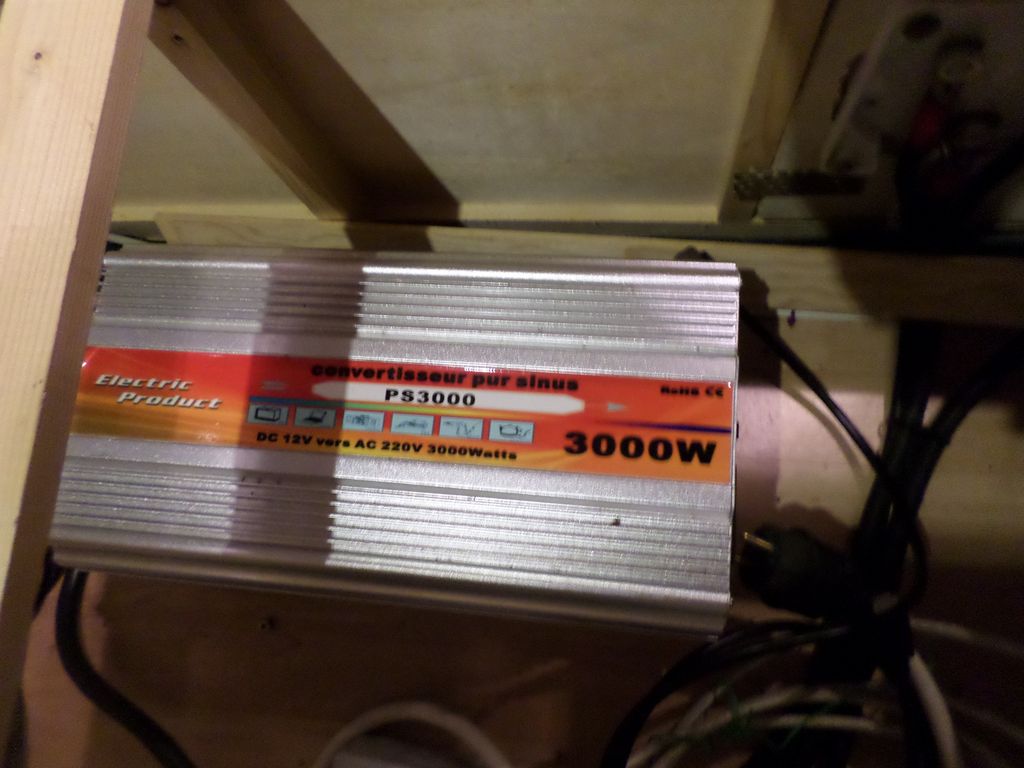 Electric
Product
convertisseur pur sinus
PS3000
RoHS CE
DC 12V vers AC 220V 3000Watts
3000W